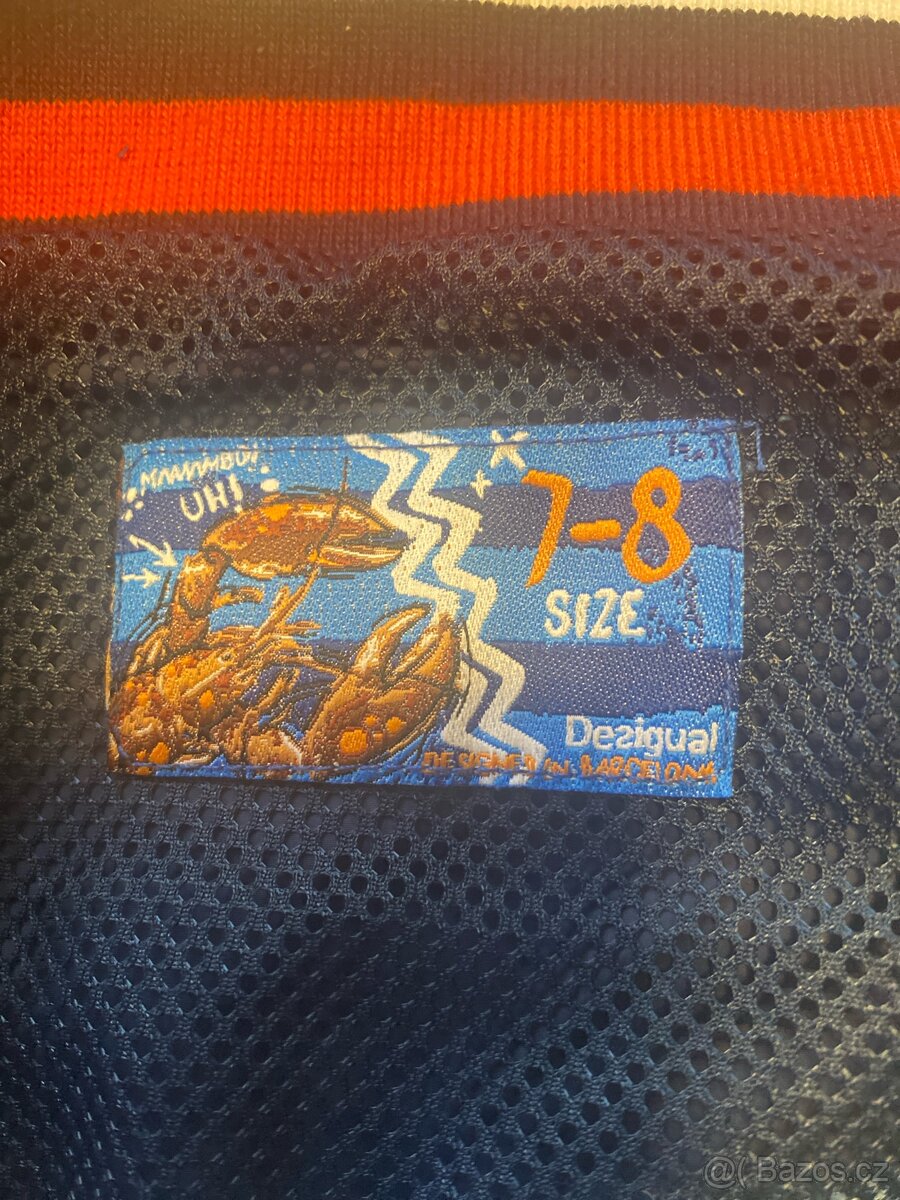 UH!
7-8
SIZE
Desigual
DESIGNED IN BARCELONA
@( Bazos.cz